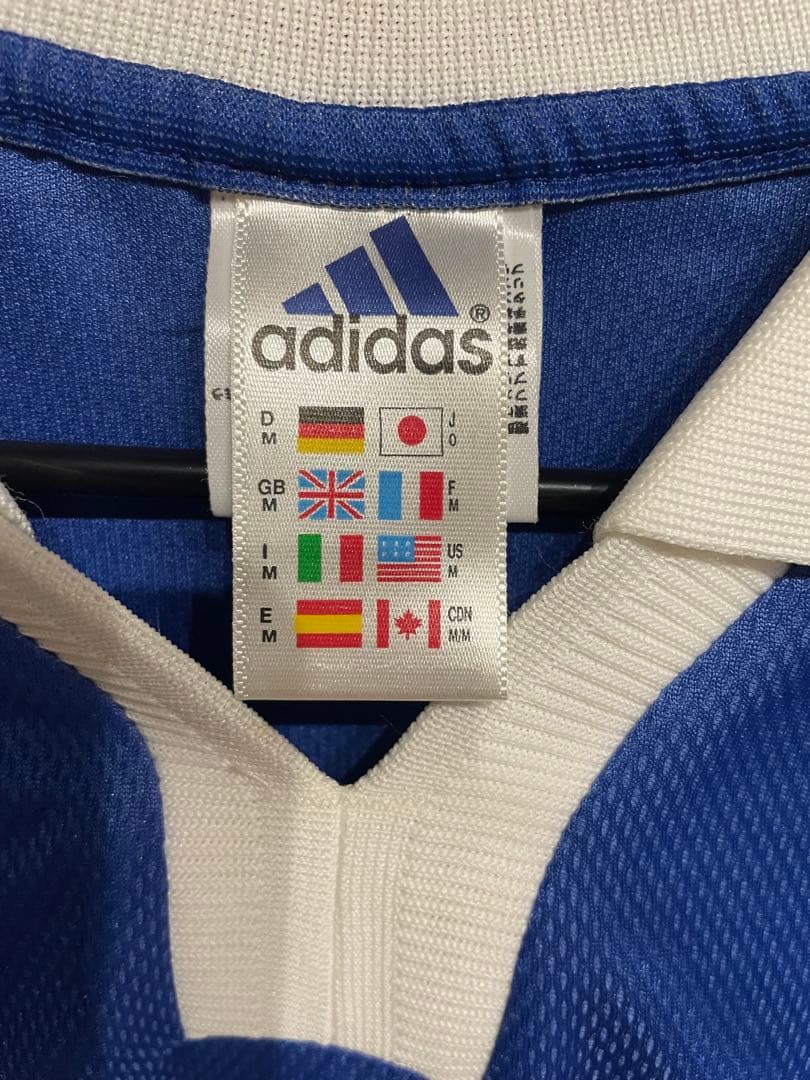 adidas®
D M J O
GB M F M
I M US M
E M CDN M/M